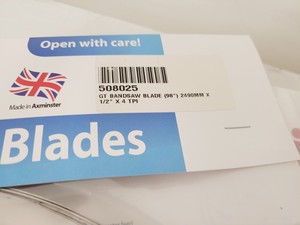 Open with care!
508025
GT BANDSAW BLADE (98") 2490MM X
1/2" X 4 TPI
Made in Axminster
Blades